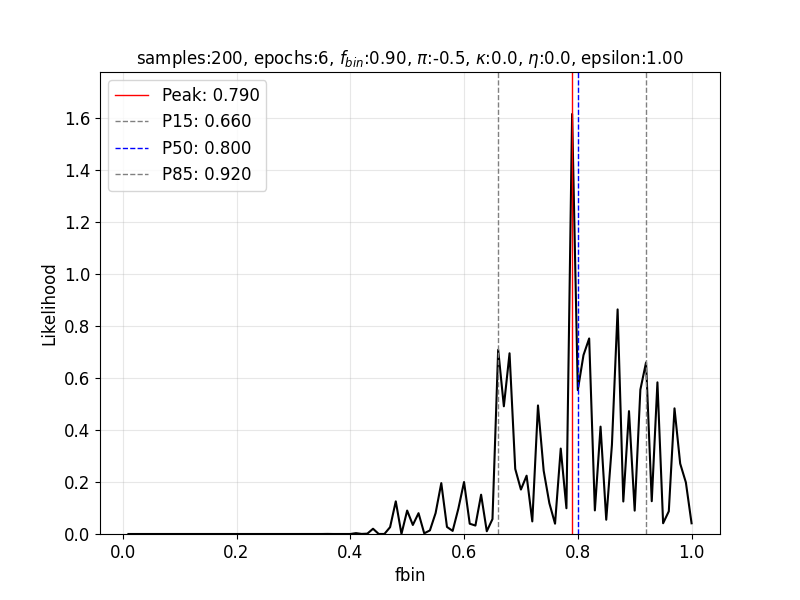 samples:200, epochs:6, f_bin:0.90, π:-0.5, κ:0.0, η:0.0, epsilon:1.00
Peak: 0.790
P15: 0.660
P50: 0.800
P85: 0.920
Likelihood
1.6
1.4
1.2
1.0
0.8
0.6
0.4
0.2
0.0
0.0 0.2 0.4 0.6 0.8 1.0
fbin